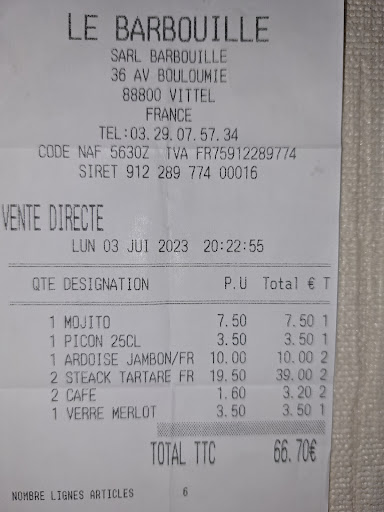 LE BARBOUILLE
SARL BARBOUILLE
36 AV BOULOUMIE
88800 VITTEL
FRANCE
TEL:03.29.07.57.34
CODE NAF 5630Z TVA FR75912289774
SIRET 912 289 774 00016
VENTE DIRECTE
LUN 03 JUI 2023 20:22:55
QTE DESIGNATION P.U Total € T
1 MOJITO 7.50 7.50 1
1 PICON 25CL 3.50 3.50 1
1 ARDOISE JAMBON/FR 10.00 10.00 2
2 STEACK TARTARE FR 19.50 39.00 2
2 CAFE 1.60 3.20 2
1 VERRE MERLOT 3.50 3.50 1
TOTAL TTC 66.70€
NOMBRE LIGNES ARTICLES 6